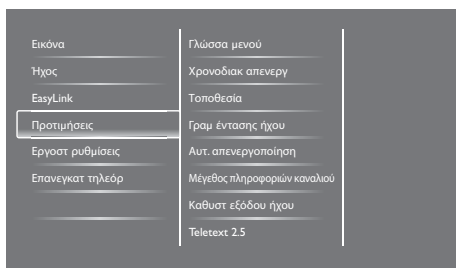 Εικόνα
Ήχος
EasyLink
Προτιμήσεις
Εργοστ ρυθμίσεις
Επανεγκατ τηλεόρ
Γλώσσα μενού
Χρονοδιακ απενεργ
Τοποθεσία
Γραμ έντασης ήχου
Αυτ. απενεργοποίηση
Μέγεθος πληροφοριών καναλιού
Καθυστ εξόδου ήχου
Teletext 2.5